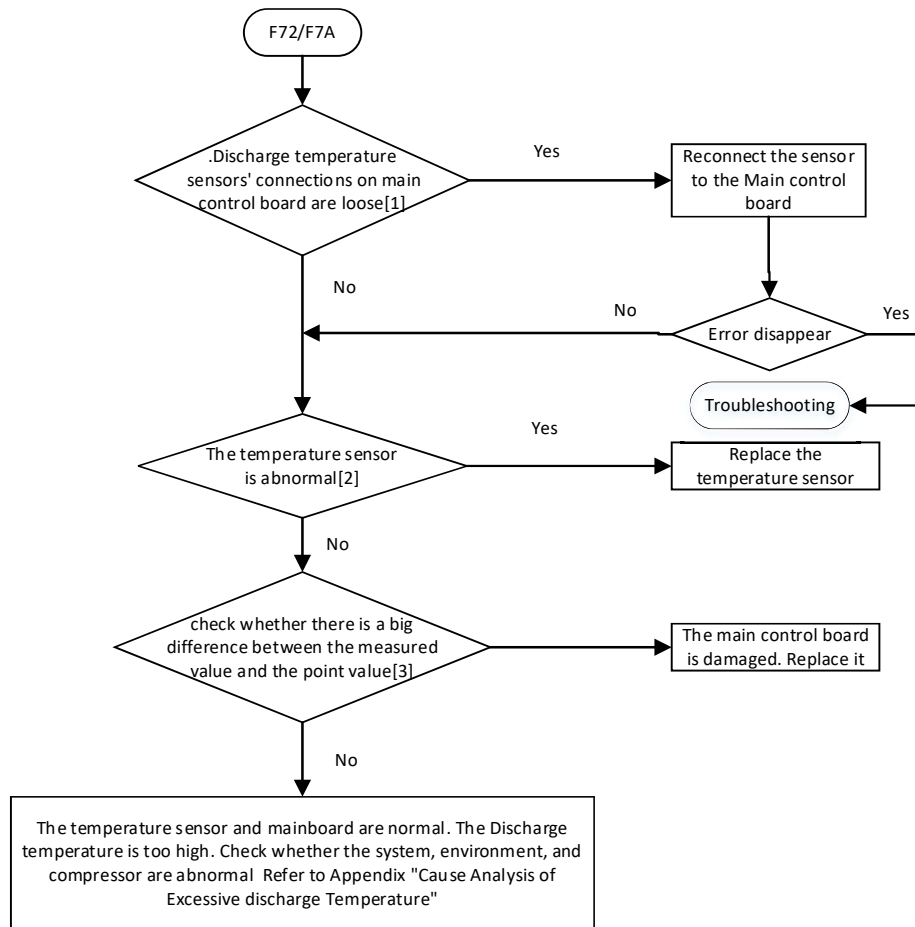 F72/F7A
.Discharge temperature
sensors' connections on main
control board are loose[1]
Yes
Reconnect the sensor
to the Main control
board
No
No
Error disappear
Yes
Troubleshooting
The temperature sensor
is abnormal[2]
Yes
Replace the
temperature sensor
No
check whether there is a big
difference between the measured
value and the point value[3]
The main control board
is damaged. Replace it
No
The temperature sensor and mainboard are normal. The Discharge
temperature is too high. Check whether the system, environment, and
compressor are abnormal Refer to Appendix "Cause Analysis of
Excessive discharge Temperature"